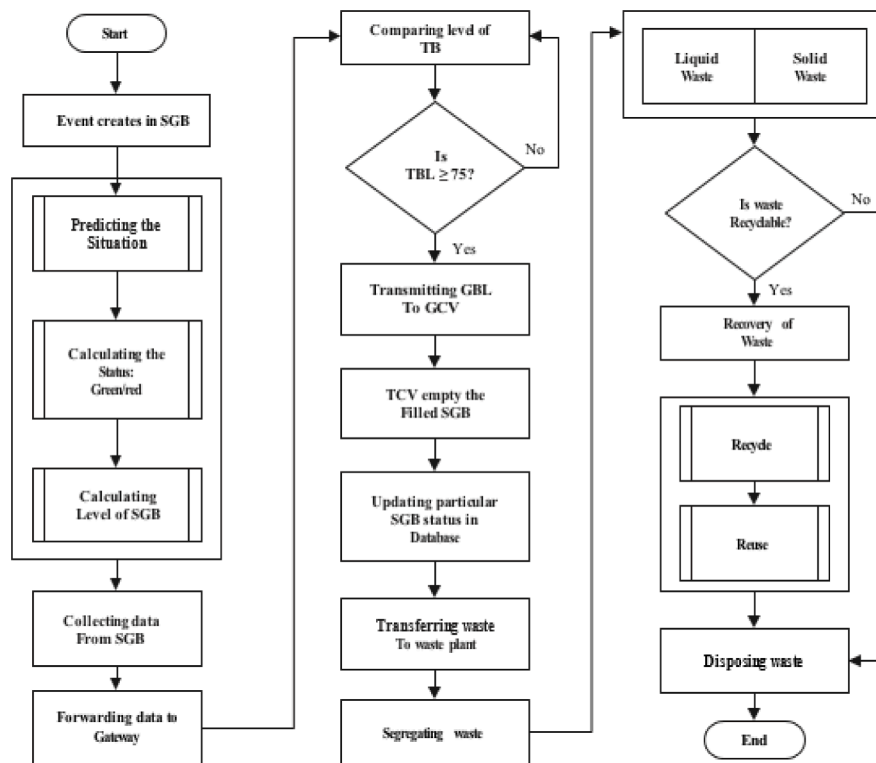 Start
Event creates in SGB
Predicting the
Situation
Calculating the
Status:
Green/red
Calculating
Level of SGB
Collecting data
From SGB
Forwarding data to
Gateway
Comparing level of
TB
Is
TBL ≥ 75?
No
Yes
Transmitting GBL
To GCV
TCV empty the
Filled SGB
Updating particular
SGB status in
Database
Transferring waste
To waste plant
Segregating waste
Liquid
Waste
Solid
Waste
Is waste
Recyclable?
No
Yes
Recovery of
Waste
Recycle
Reuse
Disposing waste
End